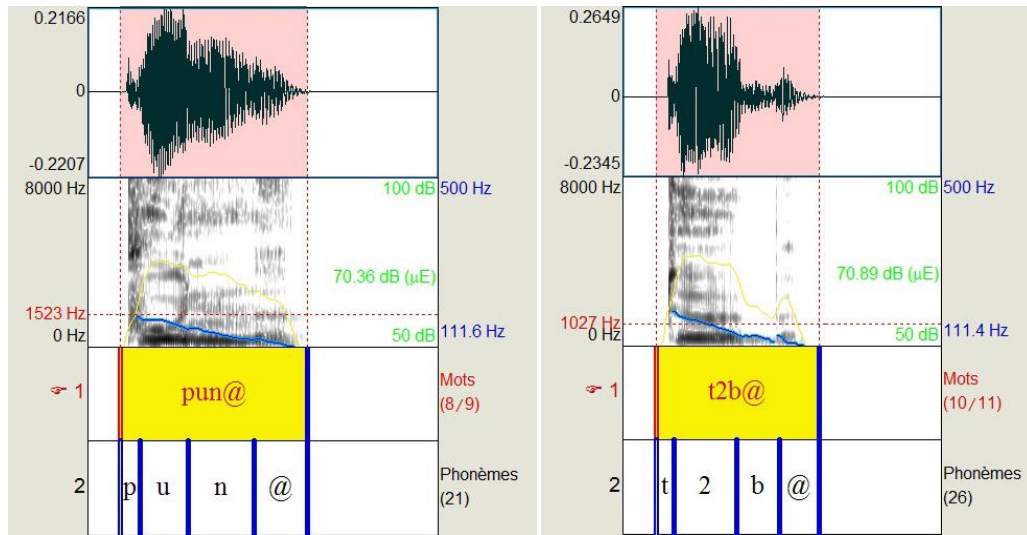 0.2166
0
-0.2207
8000 Hz
100 dB
500 Hz
70.36 dB (µE)
1523 Hz
0 Hz
50 dB
111.6 Hz
☞ 1
pun@
Mots
(8/9)
2
p u n @
Phonèmes
(21)
0.2649
0
-0.2345
8000 Hz
100 dB
500 Hz
70.89 dB (µE)
1027 Hz
0 Hz
50 dB
111.4 Hz
☞ 1
t2b@
Mots
(10/11)
2
t 2 b @
Phonèmes
(26)